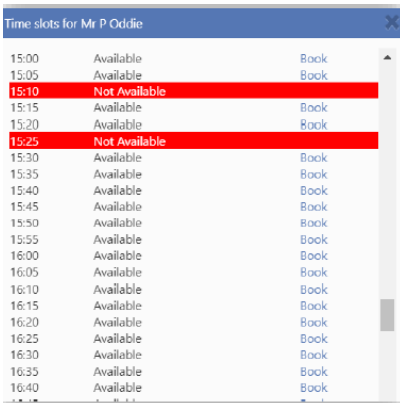 Time slots for Mr P Oddie
15:00 Available Book
15:05 Available Book
15:10 Not Available
15:15 Available Book
15:20 Available Book
15:25 Not Available
15:30 Available Book
15:35 Available Book
15:40 Available Book
15:45 Available Book
15:50 Available Book
15:55 Available Book
16:00 Available Book
16:05 Available Book
16:10 Available Book
16:15 Available Book
16:20 Available Book
16:25 Available Book
16:30 Available Book
16:35 Available Book
16:40 Available Book